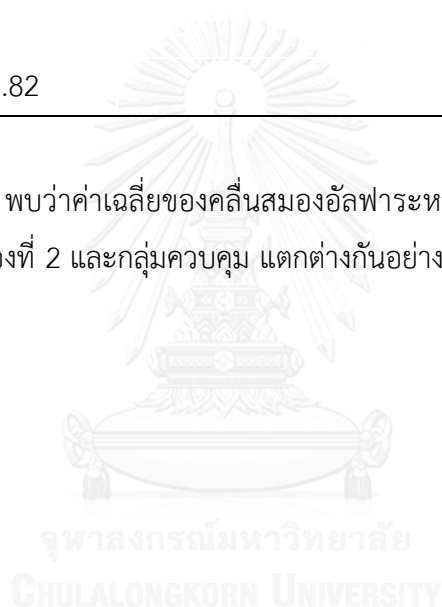 .82
พบว่าค่าเฉลี่ยของคลื่นสมองอัลฟาระห
องที่ 2 และกลุ่มควบคุม แตกต่างกันอย่าง
จุฬาลงกรณ์มหาวิทยาลัย
CHULALONGKORN UNIVERSITY